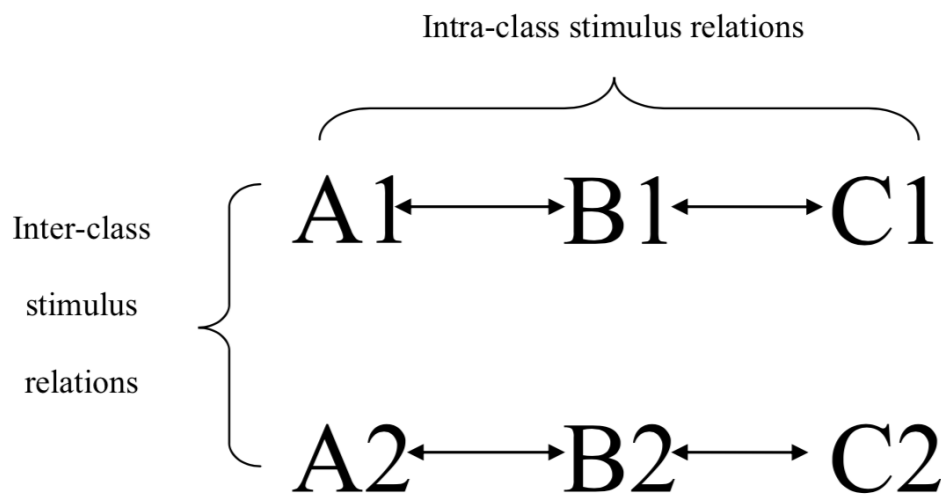 Intra-class stimulus relations
A1 B1 C1
Inter-class
stimulus
relations
A2 B2 C2